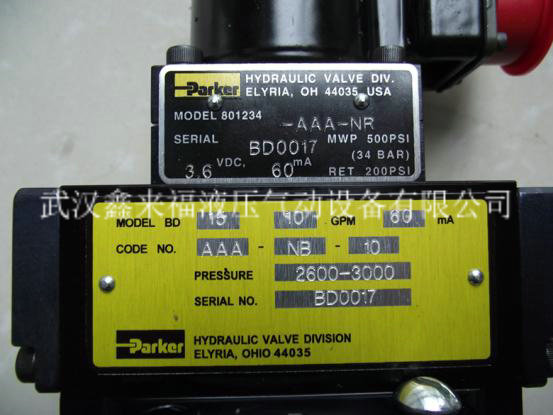 Parker
HYDRAULIC VALVE DIV.
ELYRIA, OH 44035 USA
MODEL 801234
-AAA-NR
SERIAL BD0017 MWP 500PSI
(34 BAR)
3.6 VDC, 60 mA RET 200PSI
武汉鑫来福液压气动设备有限公司
MODEL BD 15 10 GPM 60 mA
CODE NO. AAA - NB - 10
PRESSURE 2600-3000
SERIAL NO. BD0017
Parker
HYDRAULIC VALVE DIVISION
ELYRIA, OHIO 44035